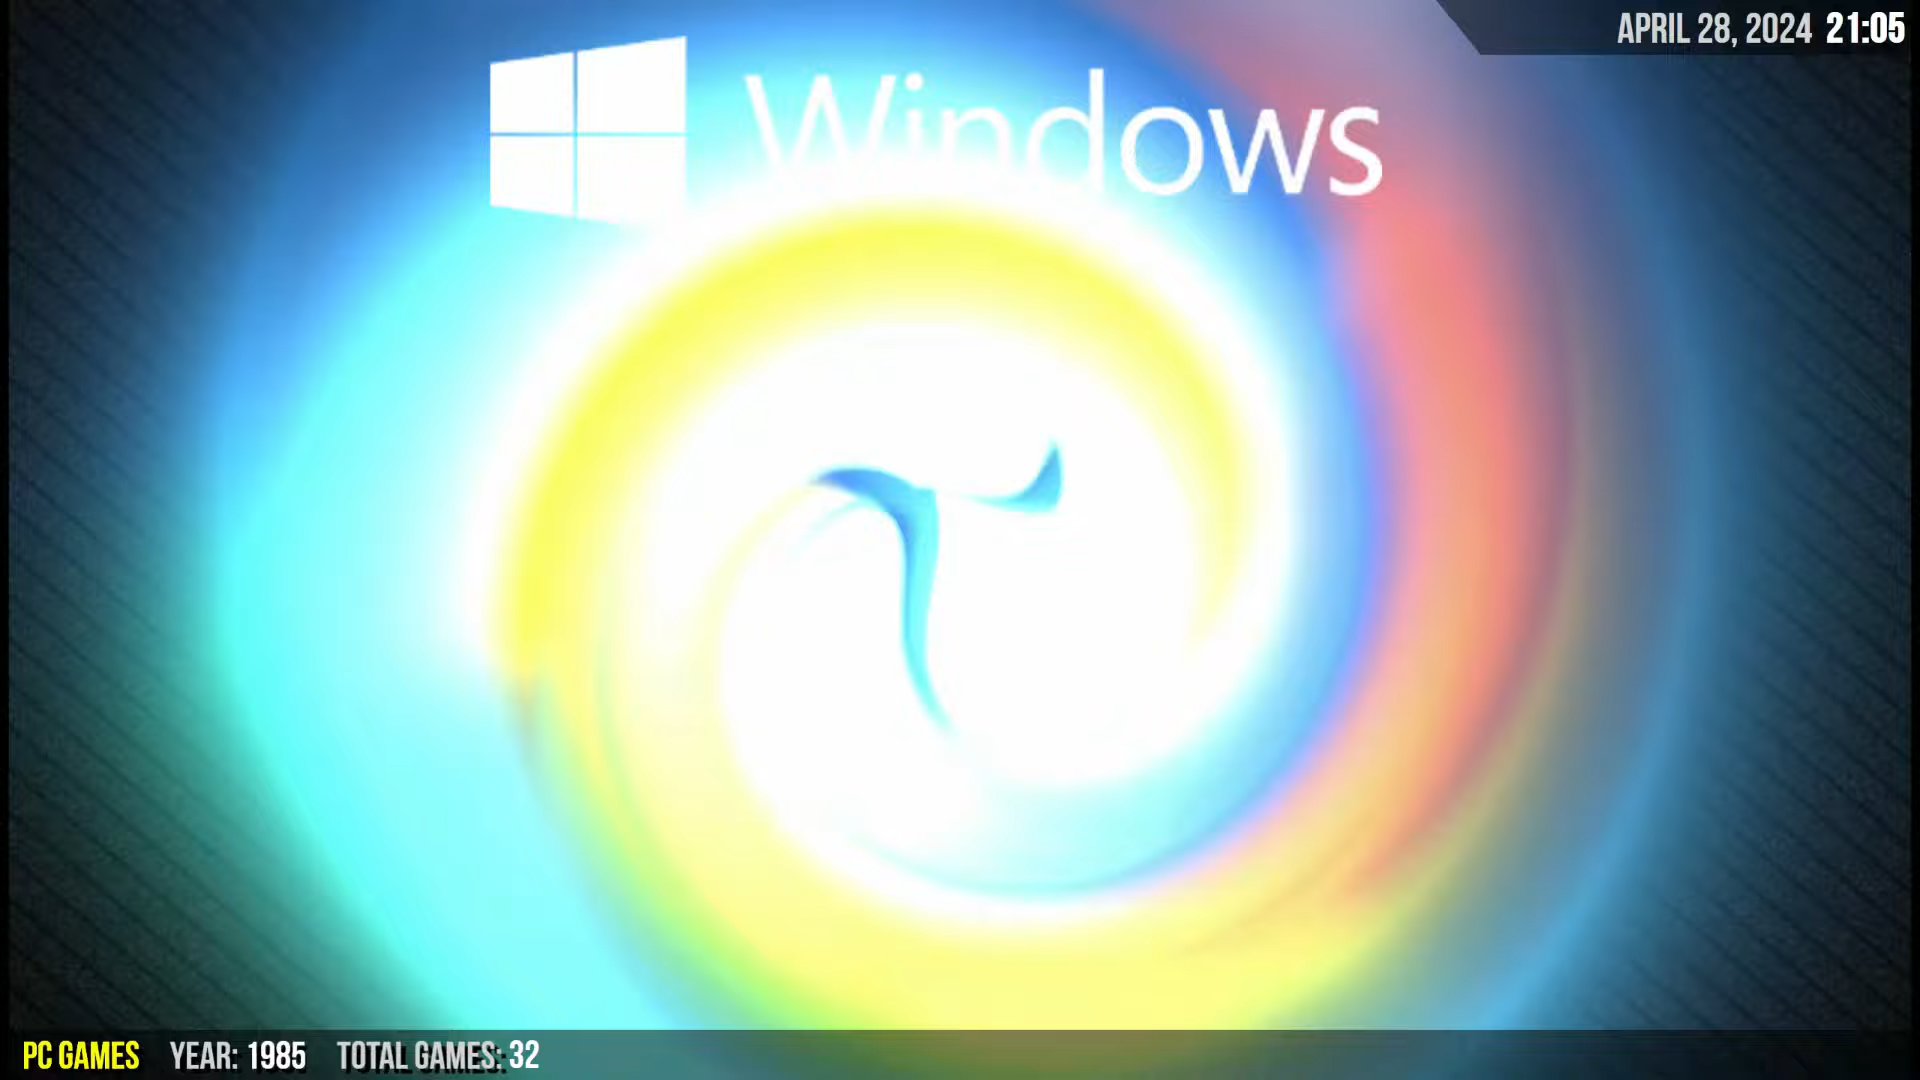 APRIL 28, 2024 21:05
Windows
PC GAMES YEAR: 1985 TOTAL GAMES: 32